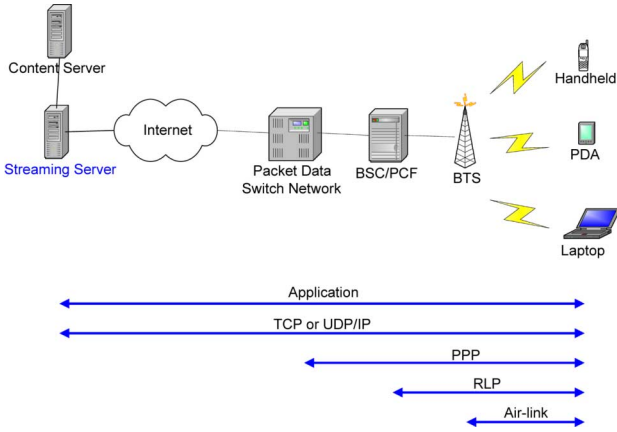 Content Server
Streaming Server
Internet
Packet Data
Switch Network
BSC/PCF
BTS
Handheld
PDA
Laptop
Application
TCP or UDP/IP
PPP
RLP
Air-link